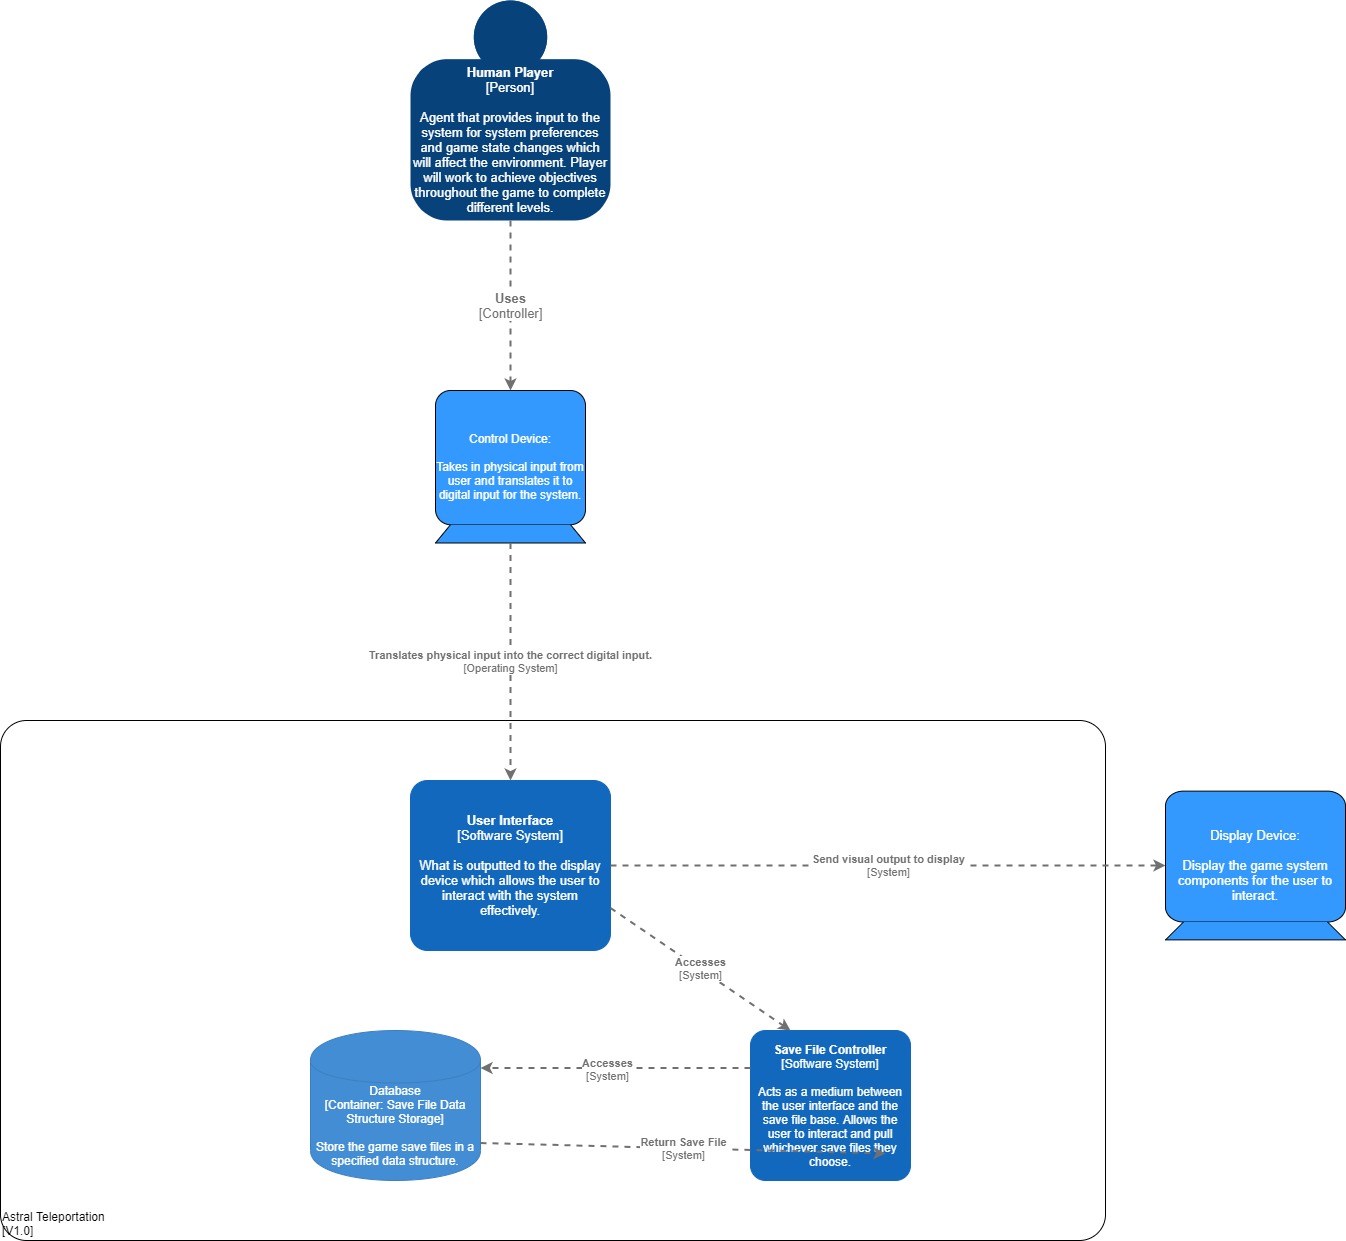 Human Player
[Person]
Agent that provides input to the
system for system preferences
and game state changes which
will affect the environment. Player
will work to achieve objectives
throughout the game to complete
different levels.
Uses
[Controller]
Control Device:
Takes in physical input from
user and translates it to
digital input for the system.
Translates physical input into the correct digital input.
[Operating System]
User Interface
[Software System]
What is outputted to the display
device which allows the user to
interact with the system
effectively.
Send visual output to display
[System]
Display Device:
Display the game system
components for the user to
interact.
Accesses
[System]
Save File Controller
[Software System]
Acts as a medium between
the user interface and the
save file base. Allows the
user to interact and pull
whichever save files they
choose.
Accesses
[System]
Database
[Container: Save File Data
Structure Storage]
Store the game save files in a
specified data structure.
Return Save File
[System]
Astral Teleportation
[V1.0]